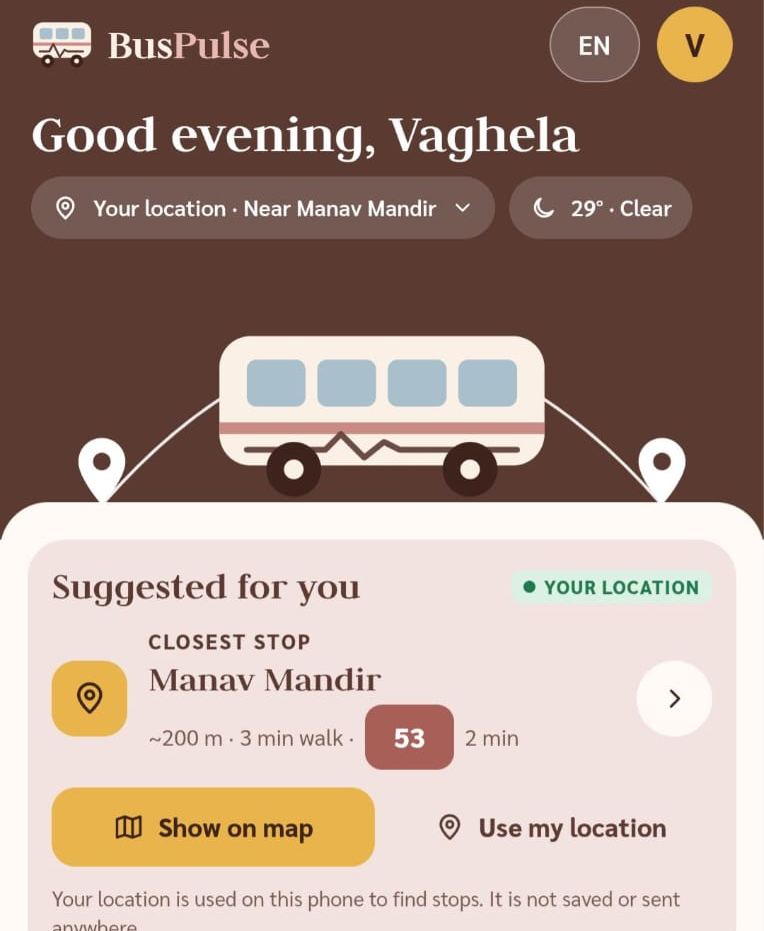 BusPulse
EN
V
Good evening, Vaghela
Your location · Near Manav Mandir
29° · Clear
Suggested for you
YOUR LOCATION
CLOSEST STOP
Manav Mandir
~200 m · 3 min walk · 53 2 min
Show on map
Use my location
Your location is used on this phone to find stops. It is not saved or sent
anywhere